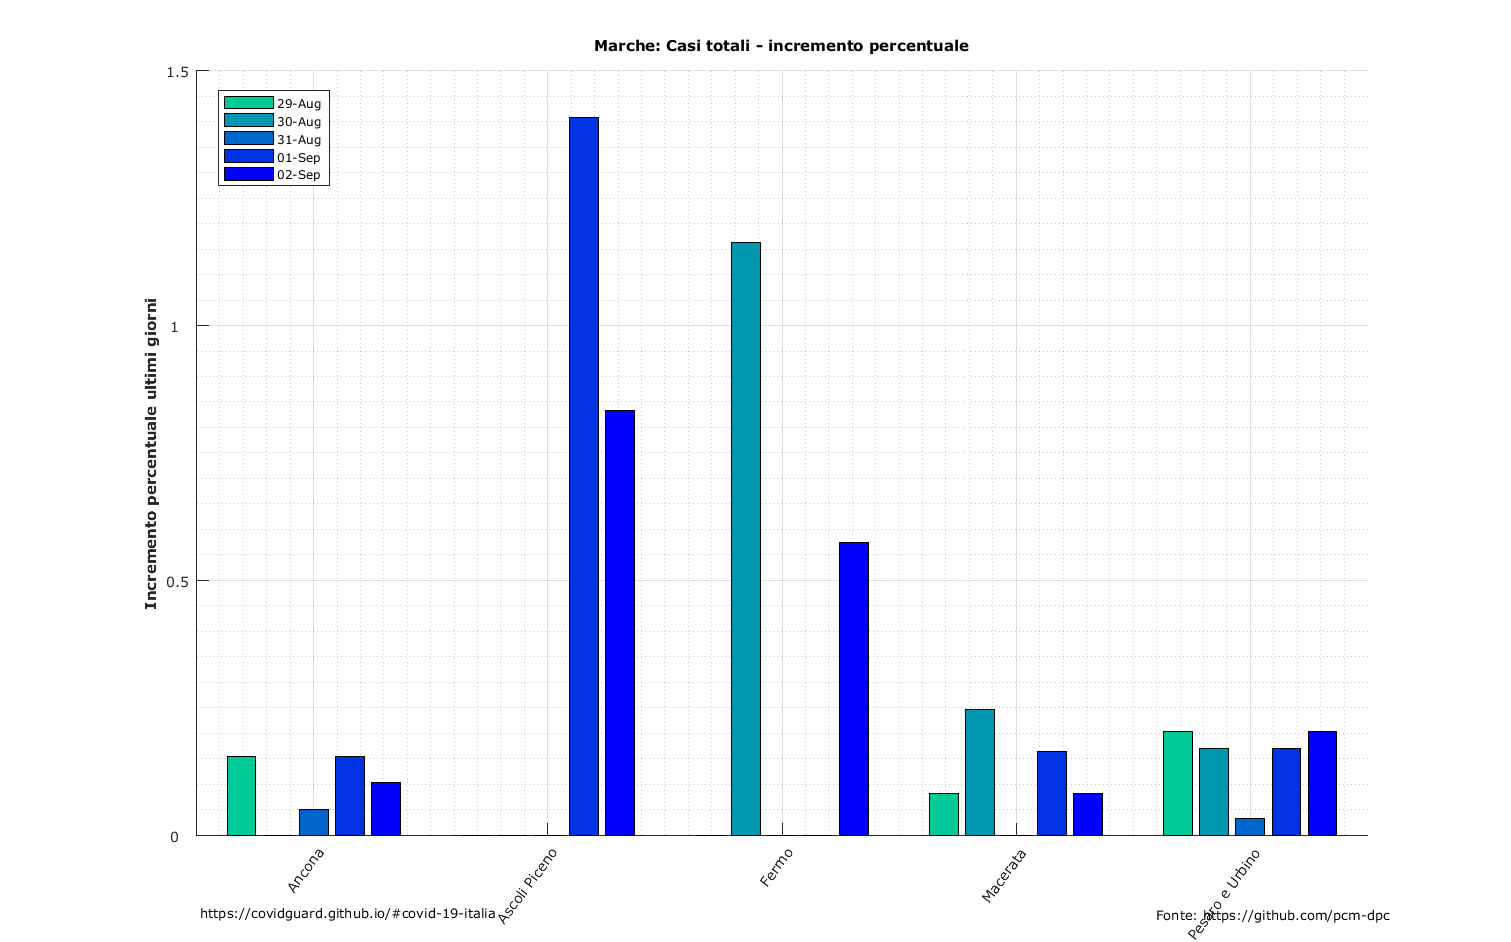 Marche: Casi totali - incremento percentuale
1.5
1
0.5
0
Incremento percentuale ultimi giorni
29-Aug
30-Aug
31-Aug
01-Sep
02-Sep
Ancona
Ascoli Piceno
Fermo
Macerata
Pesaro e Urbino
https://covidguard.github.io/#covid-19-italia
Fonte: https://github.com/pcm-dpc